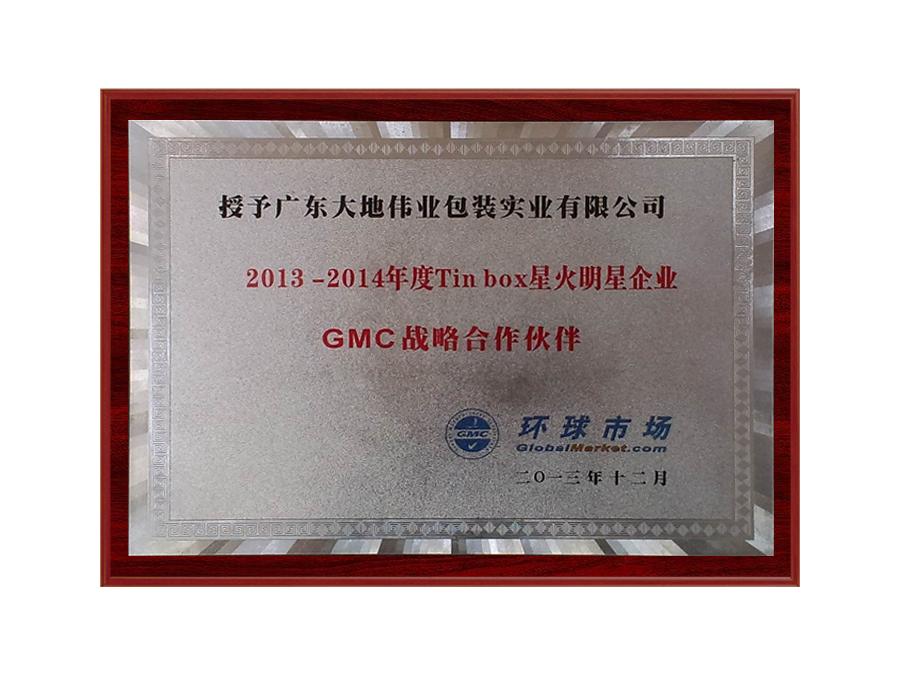 授予广东大地伟业包装实业有限公司
2013-2014年度Tin box星火明星企业
GMC战略合作伙伴
GMC
环球市场
GlobalMarket.com
二〇一三年十二月